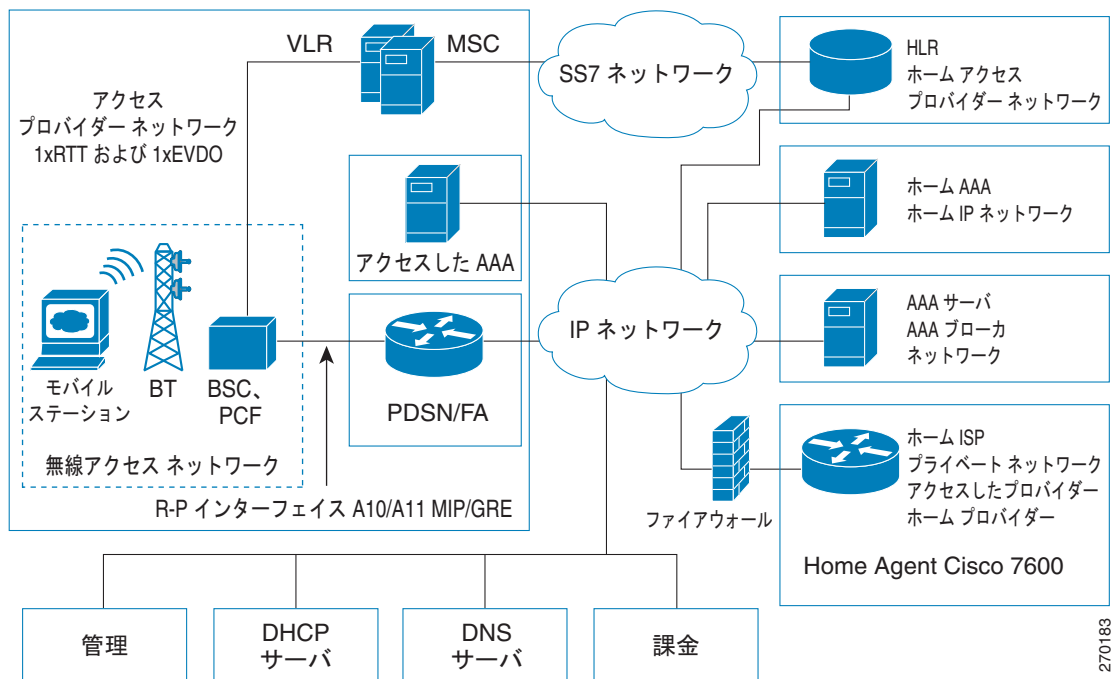 VLR
MSC
SS7 ネットワーク
HLR
ホーム アクセス
プロバイダー ネットワーク
アクセス
プロバイダー ネットワーク
1xRTT および 1xEVDO
アクセスした AAA
ホーム AAA
ホーム IP ネットワーク
IP ネットワーク
AAA サーバ
AAA ブローカ
ネットワーク
モバイル
ステーション
BT
BSC、
PCF
PDSN/FA
無線アクセス ネットワーク
R-P インターフェイス A10/A11 MIP/GRE
ファイアウォール
ホーム ISP
プライベート ネットワーク
アクセスしたプロバイダー
ホーム プロバイダー
Home Agent Cisco 7600
管理
DHCP
サーバ
DNS
サーバ
課金
270183